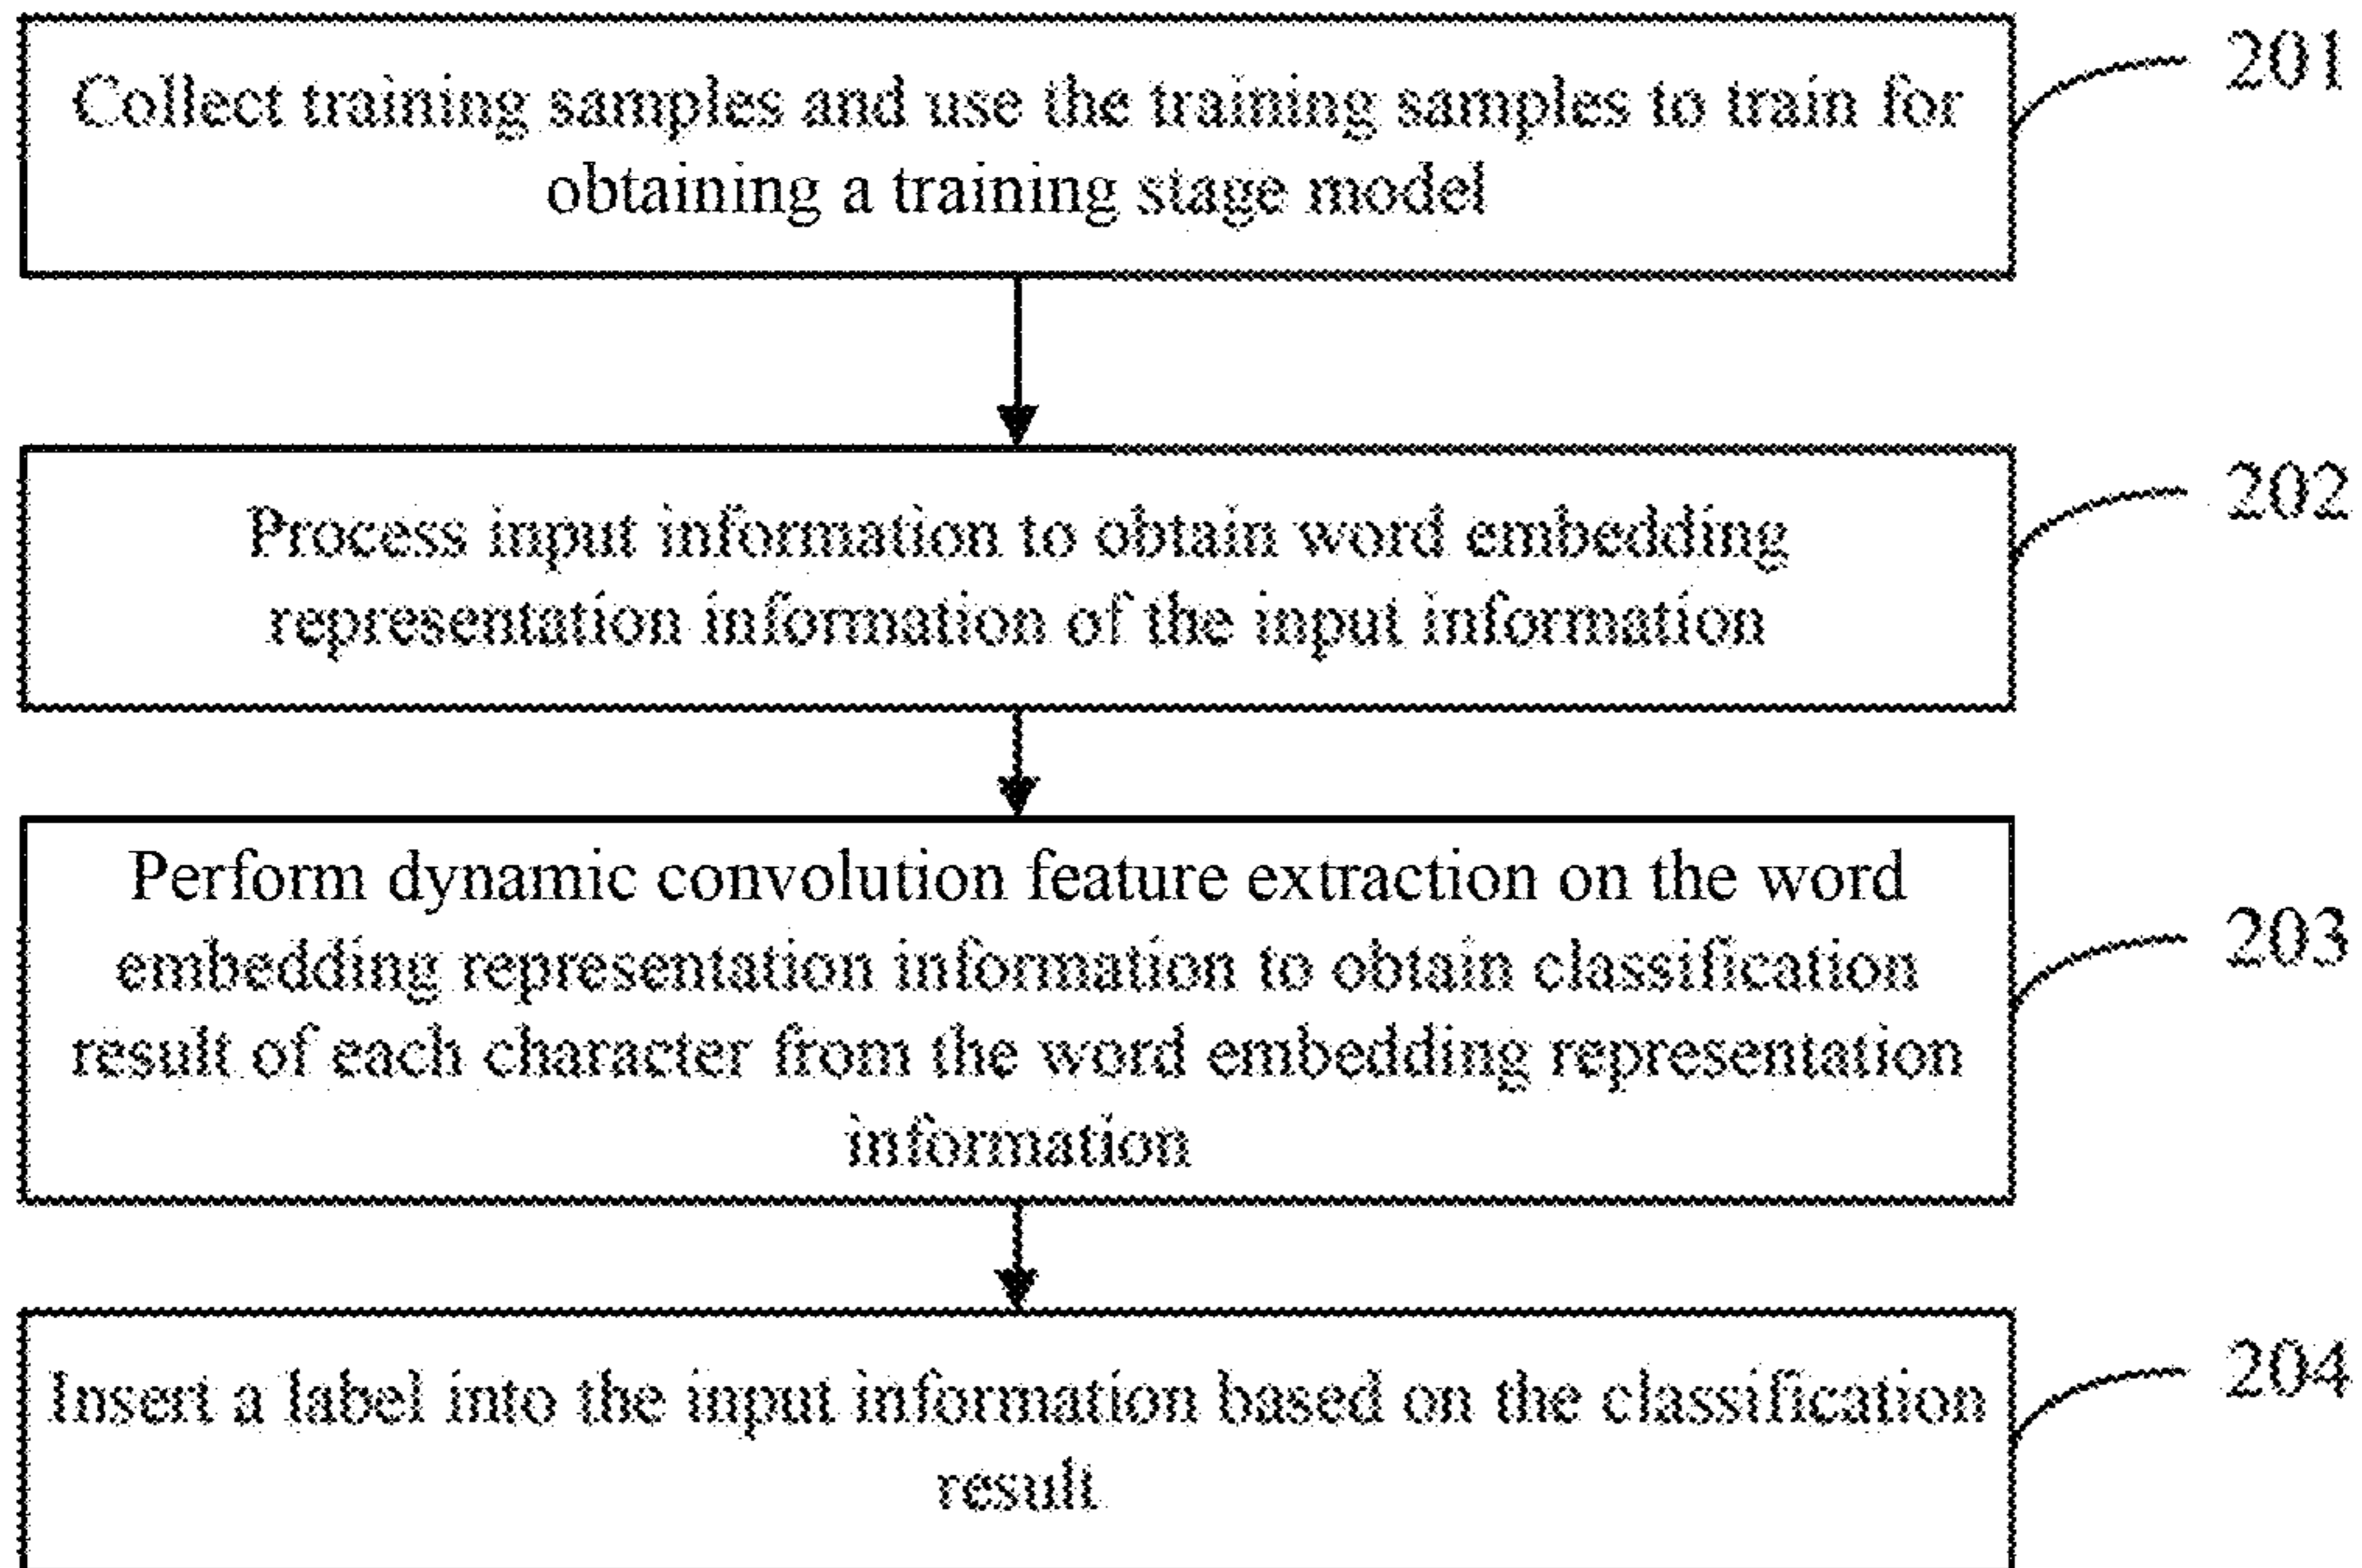 Collect training samples and use the training samples to train for
obtaining a training stage model
201
Process input information to obtain word embedding
representation information of the input information
202
Perform dynamic convolution feature extraction on the word
embedding representation information to obtain classification
result of each character from the word embedding representation
information
203
Insert a label into the input information based on the classification
result
204